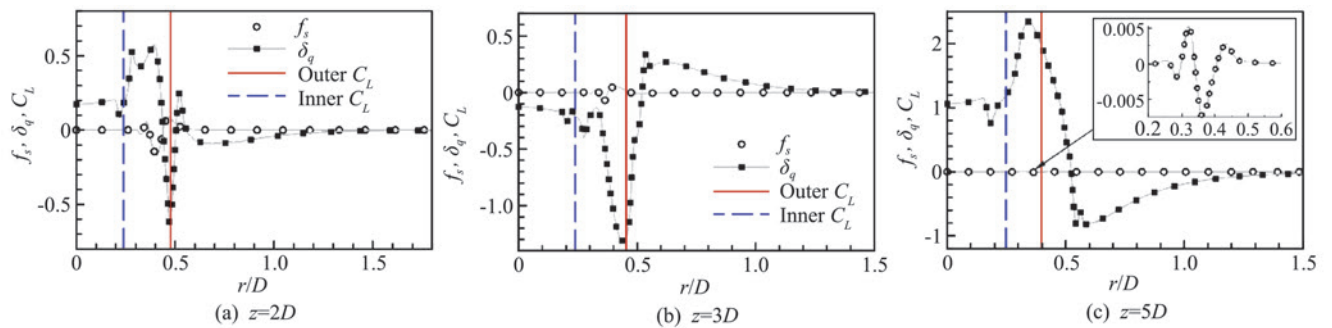 f_s, δ_q, C_L
0.5
0
-0.5
0
0.5
1
1.5
r/D
f_s
δ_q
Outer C_L
Inner C_L
(a) z=2D
f_s, δ_q, C_L
0.5
0
-0.5
-1.0
0
0.5
1.0
1.5
r/D
f_s
δ_q
Outer C_L
Inner C_L
(b) z=3D
f_s, δ_q, C_L
2
1
0
-1
0
0.5
1.0
1.5
r/D
0.005
0
-0.005
0.2 0.3 0.4 0.5 0.6
(c) z=5D